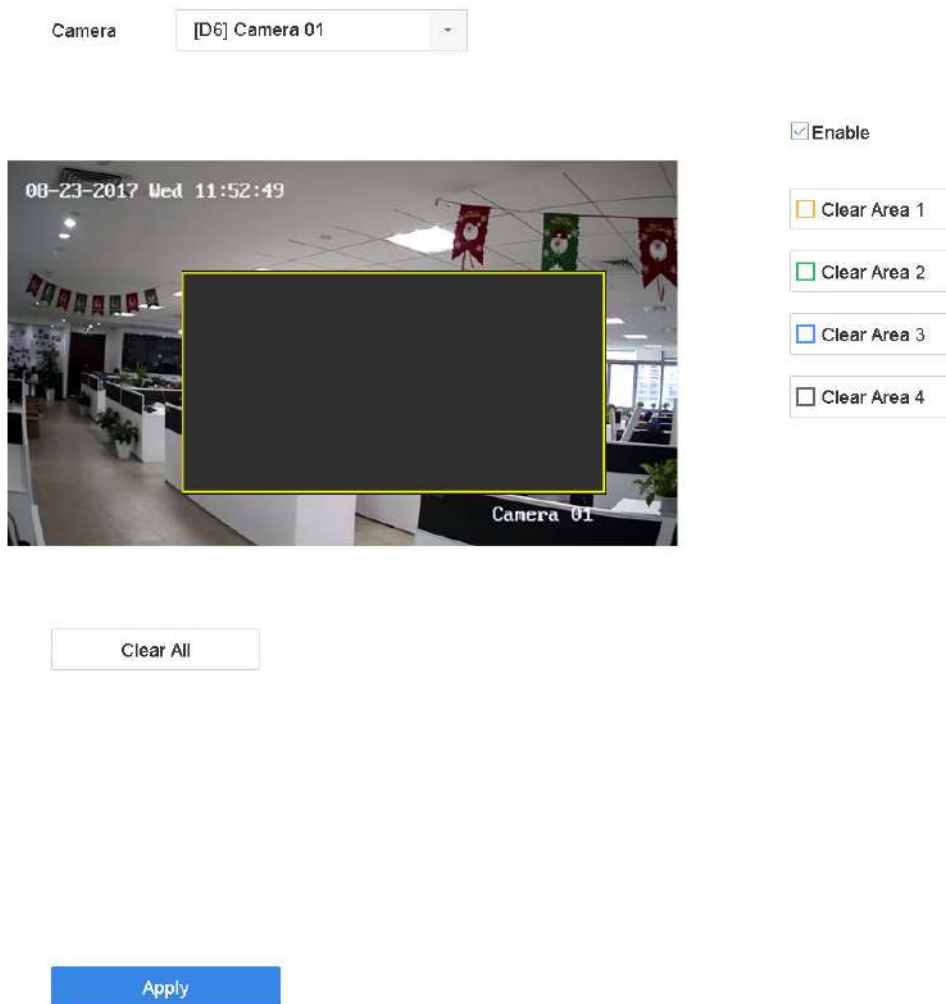 Camera [D6] Camera 01
Enable
08-23-2017 Wed 11:52:49
Clear Area 1
Clear Area 2
Clear Area 3
Clear Area 4
Camera 01
Clear All
Apply